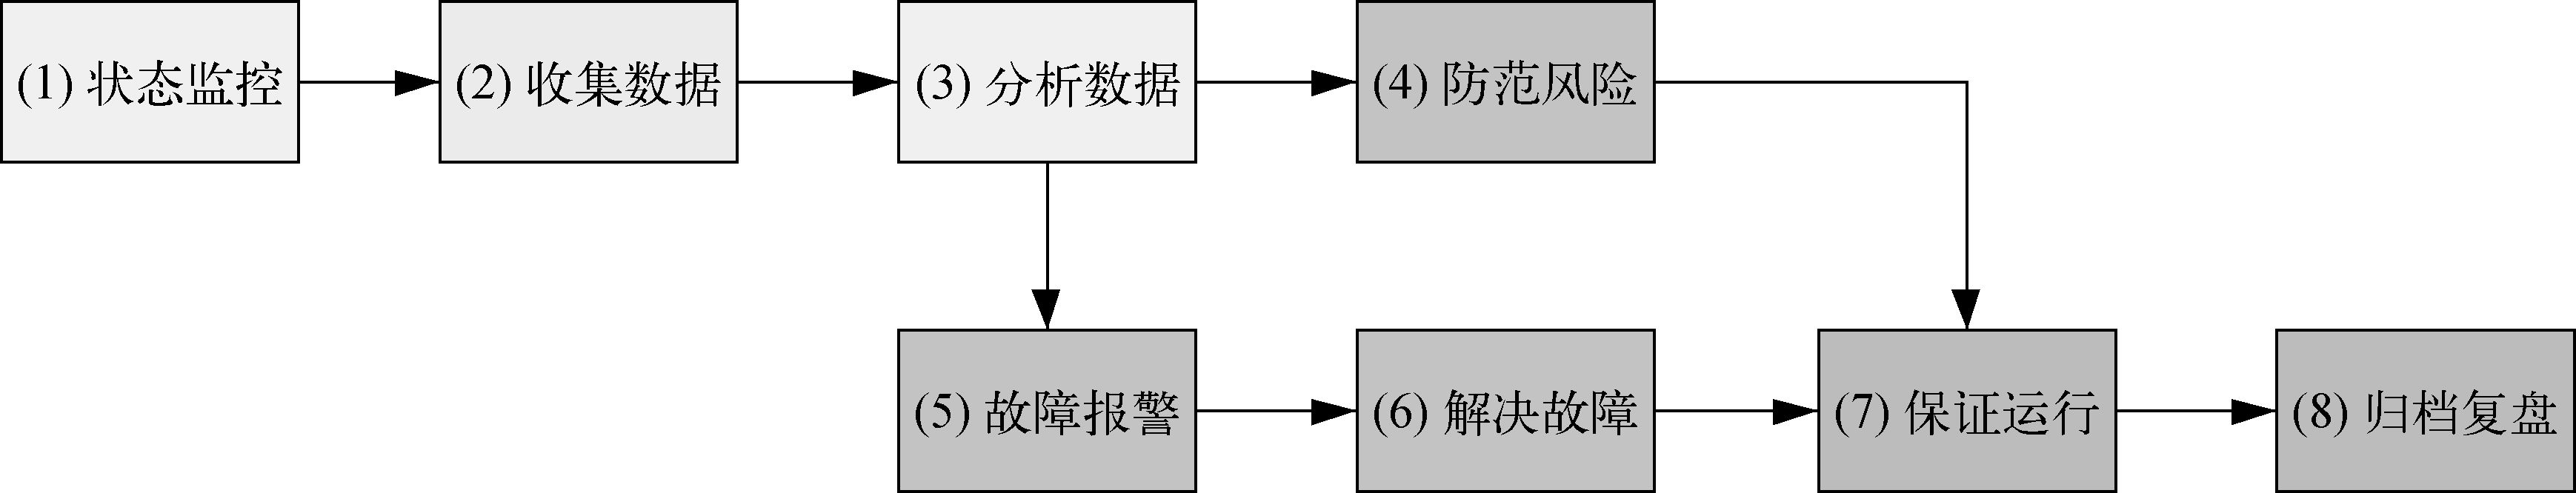 (1) 状态监控
(2) 收集数据
(3) 分析数据
(4) 防范风险
(5) 故障报警
(6) 解决故障
(7) 保证运行
(8) 归档复盘